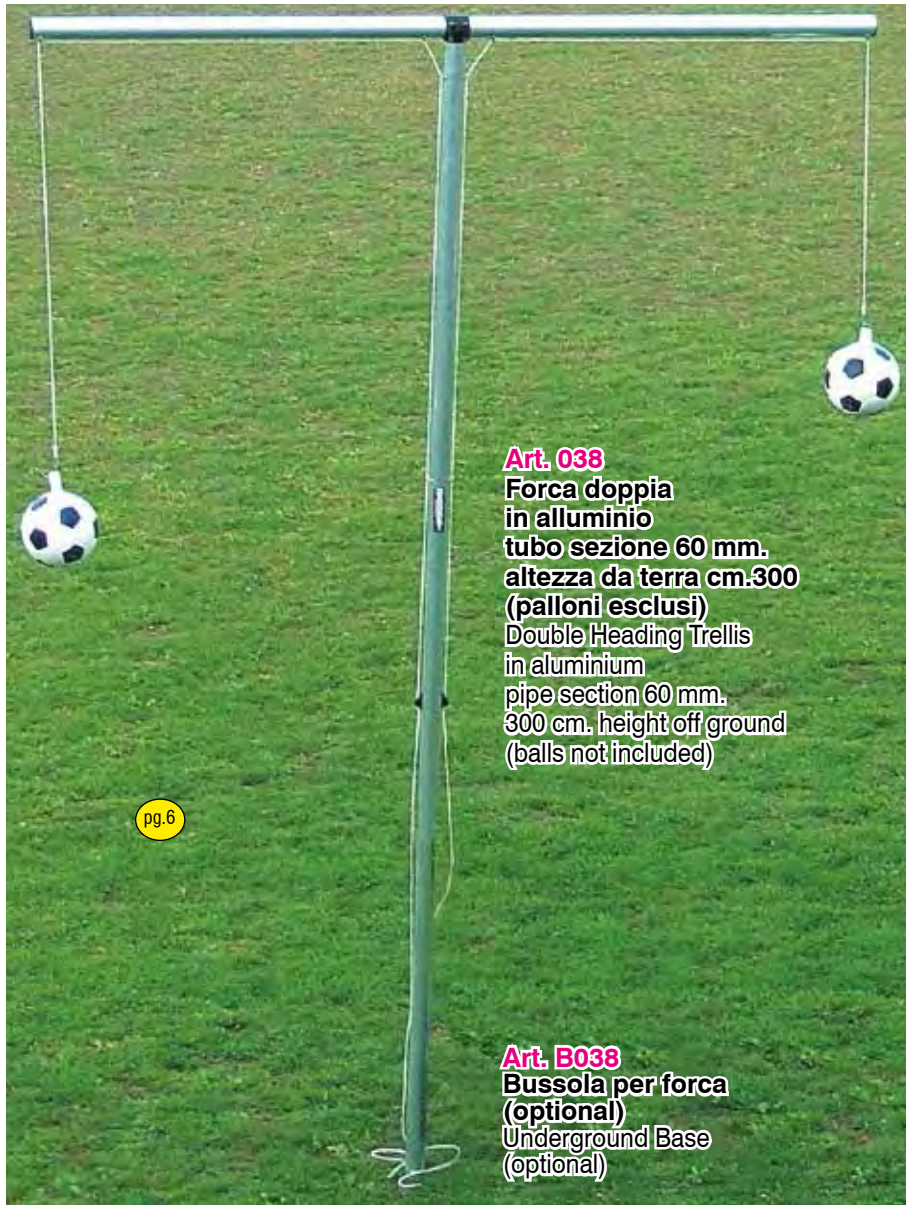 Art. 038
Forca doppia
in alluminio
tubo sezione 60 mm.
altezza da terra cm.300
(palloni esclusi)
Double Heading Trellis
in aluminium
pipe section 60 mm.
300 cm. height off ground
(balls not included)
pg.6
Art. B038
Bussola per forca
(optional)
Underground Base
(optional)